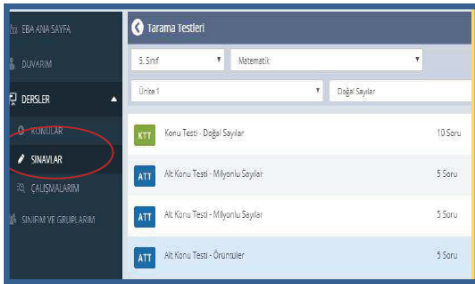 EBA ANA SAYFA
DUVARIM
DERSLER
KONULAR
SINAVLAR
ÇALIŞMALARIM
SINIFIM VE GRUPLARIM
Tarama Testleri
5. Sınıf
Matematik
Ünite 1
Doğal Sayılar
KTT Konu Testi - Doğal Sayılar 10 Soru
ATT Alt Konu Testi - Milyonlu Sayılar 5 Soru
ATT Alt Konu Testi - Milyonlu Sayılar 5 Soru
ATT Alt Konu Testi - Örüntüler 5 Soru